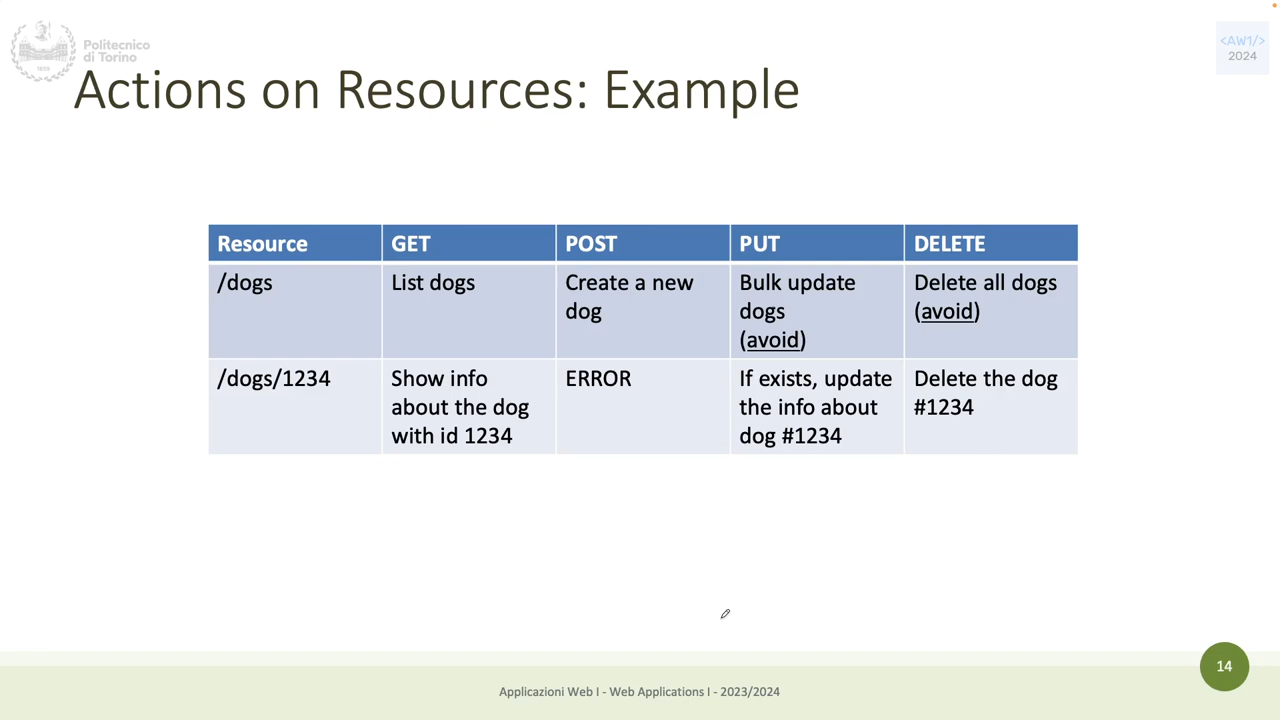 Politecnico
di Torino
1859
<AW1/>
2024
Actions on Resources: Example
Resource GET POST PUT DELETE
/dogs List dogs Create a new Bulk update Delete all dogs
dog dogs (avoid)
(avoid)
/dogs/1234 Show info ERROR If exists, update Delete the dog
about the dog the info about #1234
with id 1234 dog #1234
14
Applicazioni Web I - Web Applications I - 2023/2024